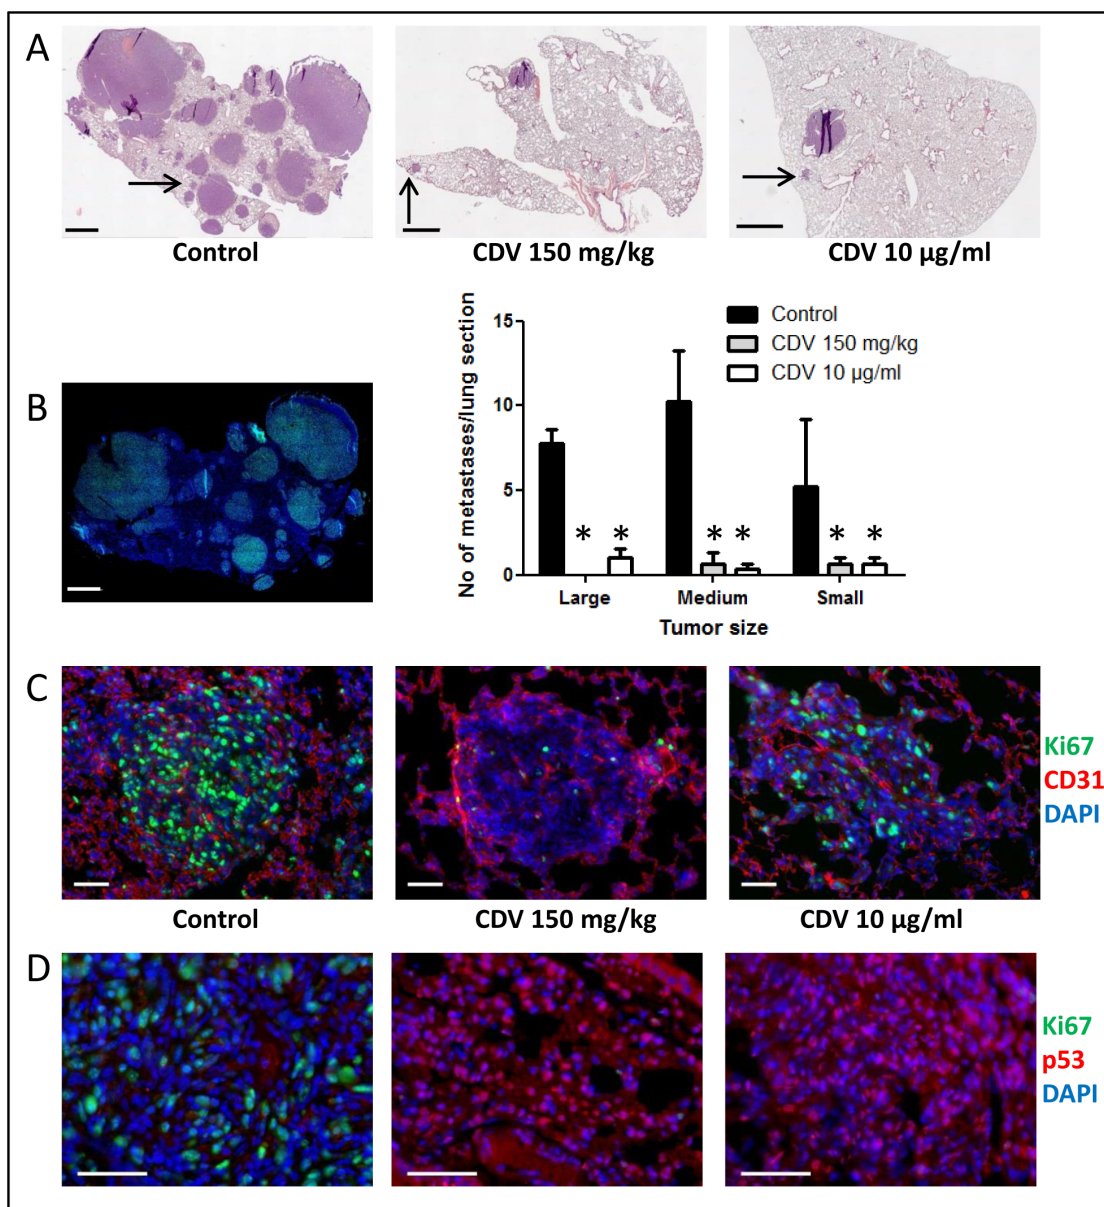 A
Control
CDV 150 mg/kg
CDV 10 µg/ml
B
No of metastases/lung section
15
10
5
0
Control
CDV 150 mg/kg
CDV 10 µg/ml
* * * * * *
Large
Medium
Small
Tumor size
C
Ki67
CD31
DAPI
Control
CDV 150 mg/kg
CDV 10 µg/ml
D
Ki67
p53
DAPI